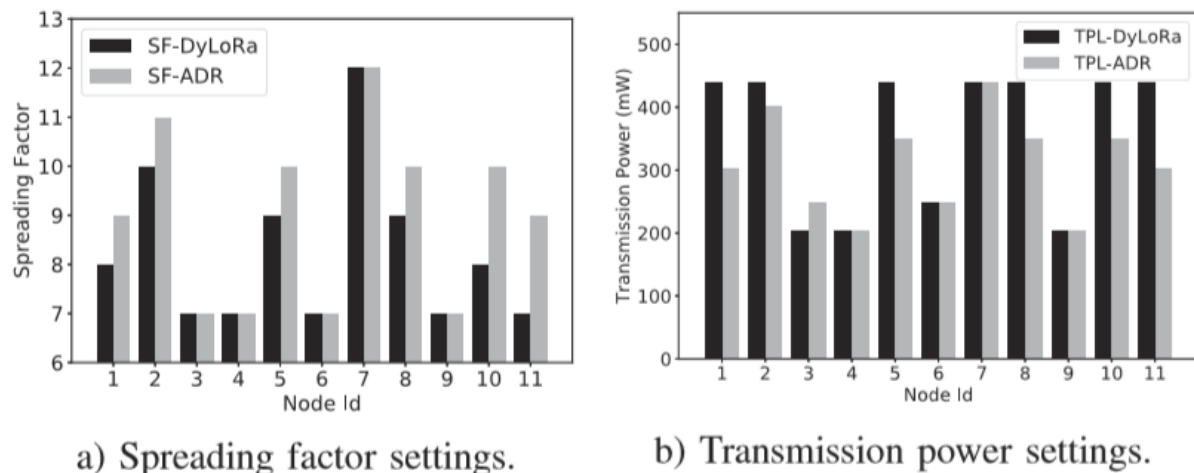 13
12
11
10
9
8
7
6
Spreading Factor
SF-DyLoRa
SF-ADR
1 2 3 4 5 6 7 8 9 10 11
Node Id
a) Spreading factor settings.
500
400
300
200
100
0
Transmission Power (mW)
TPL-DyLoRa
TPL-ADR
1 2 3 4 5 6 7 8 9 10 11
Node Id
b) Transmission power settings.